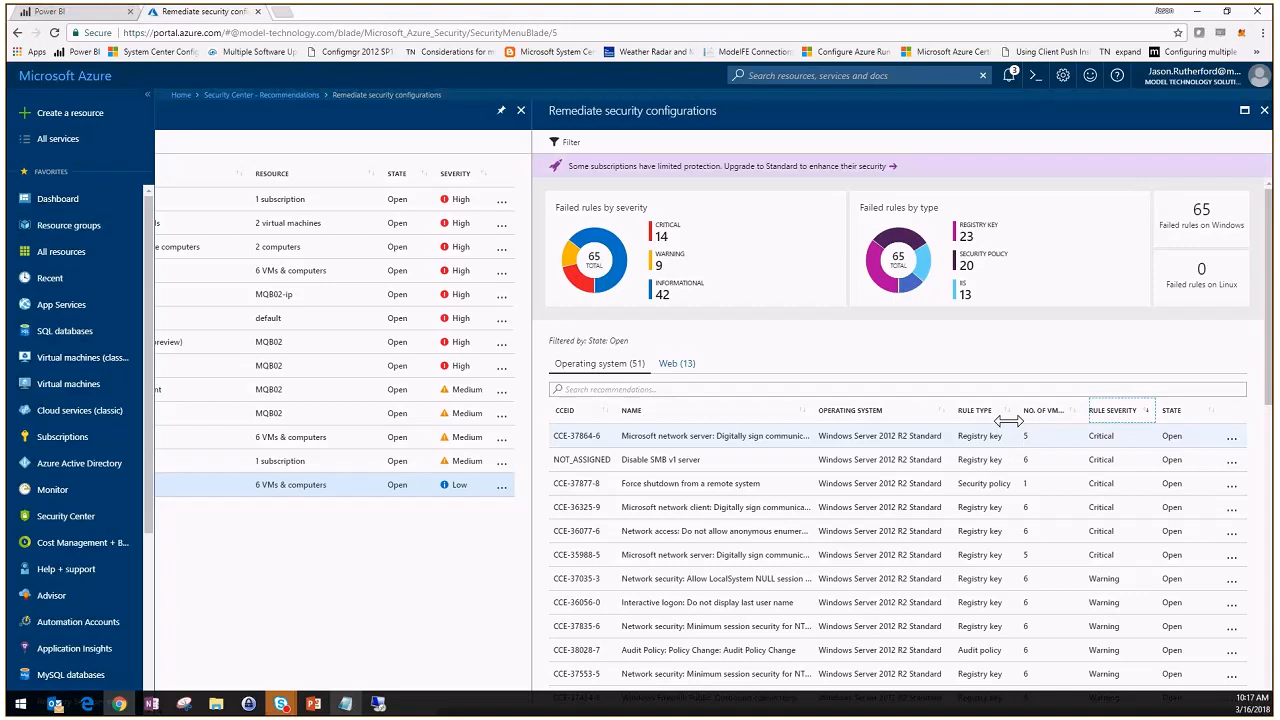 Power BI
Remediate security confi
Jason
Secure
https://portal.azure.com/#@model-technology.com/blade/Microsoft_Azure_Security/SecurityMenuBlade/5
Apps
Power BI
System Center Config
Multiple Software Up
Configmgr 2012 SP1
Considerations for m
Microsoft System Ce
Weather Radar and
ModelFE Connection
Configure Azure Run
Microsoft Azure Cert
Using Client Push Inst
expand
Configuring multiple
Microsoft Azure
Search resources, services and docs
3
Jason.Rutherford@m...
MODEL TECHNOLOGY SOLUTI...
Home > Security Center - Recommendations > Remediate security configurations
Create a resource
All services
FAVORITES
Dashboard
Resource groups
All resources
Recent
App Services
SQL databases
Virtual machines (class...
Virtual machines
Cloud services (classic)
Subscriptions
Azure Active Directory
Monitor
Security Center
Cost Management + B...
Help + support
Advisor
Automation Accounts
Application Insights
MySQL databases
RESOURCE STATE SEVERITY
1 subscription Open High ...
ls 2 virtual machines Open High ...
e computers 2 computers Open High ...
6 VMs & computers Open High ...
MQB02-ip Open High ...
default Open High ...
review) MQB02 Open High ...
MQB02 Open High ...
nt MQB02 Open Medium ...
MQB02 Open Medium ...
6 VMs & computers Open Medium ...
1 subscription Open Medium ...
6 VMs & computers Open Low ...
Remediate security configurations
Filter
Some subscriptions have limited protection. Upgrade to Standard to enhance their security
Failed rules by severity
65
TOTAL
CRITICAL
14
WARNING
9
INFORMATIONAL
42
Failed rules by type
65
TOTAL
REGISTRY KEY
23
SECURITY POLICY
20
IIS
13
65
Failed rules on Windows
0
Failed rules on Linux
Filtered by: State: Open
Operating system (51) Web (13)
Search recommendations...
CCEID NAME OPERATING SYSTEM RULE TYPE NO. OF VM... RULE SEVERITY STATE
CCE-37864-6 Microsoft network server: Digitally sign communic... Windows Server 2012 R2 Standard Registry key 5 Critical Open ...
NOT_ASSIGNED Disable SMB v1 server Windows Server 2012 R2 Standard Registry key 6 Critical Open ...
CCE-37877-8 Force shutdown from a remote system Windows Server 2012 R2 Standard Security policy 1 Critical Open ...
CCE-36325-9 Microsoft network client: Digitally sign communica... Windows Server 2012 R2 Standard Registry key 6 Critical Open ...
CCE-36077-6 Network access: Do not allow anonymous enumer... Windows Server 2012 R2 Standard Registry key 6 Critical Open ...
CCE-35988-5 Microsoft network server: Digitally sign communic... Windows Server 2012 R2 Standard Registry key 5 Critical Open ...
CCE-37035-3 Network security: Allow LocalSystem NULL session ... Windows Server 2012 R2 Standard Registry key 6 Warning Open ...
CCE-36056-0 Interactive logon: Do not display last user name Windows Server 2012 R2 Standard Registry key 6 Warning Open ...
CCE-37835-6 Network security: Minimum session security for NT... Windows Server 2012 R2 Standard Registry key 6 Warning Open ...
CCE-38028-7 Audit Policy: Policy Change: Audit Policy Change Windows Server 2012 R2 Standard Audit policy 6 Warning Open ...
CCE-37553-5 Network security: Minimum session security for NT... Windows Server 2012 R2 Standard Registry key 6 Warning Open ...
10:17 AM
3/16/2018